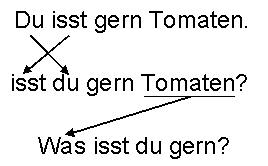 Du isst gern Tomaten.
isst du gern Tomaten?
Was isst du gern?